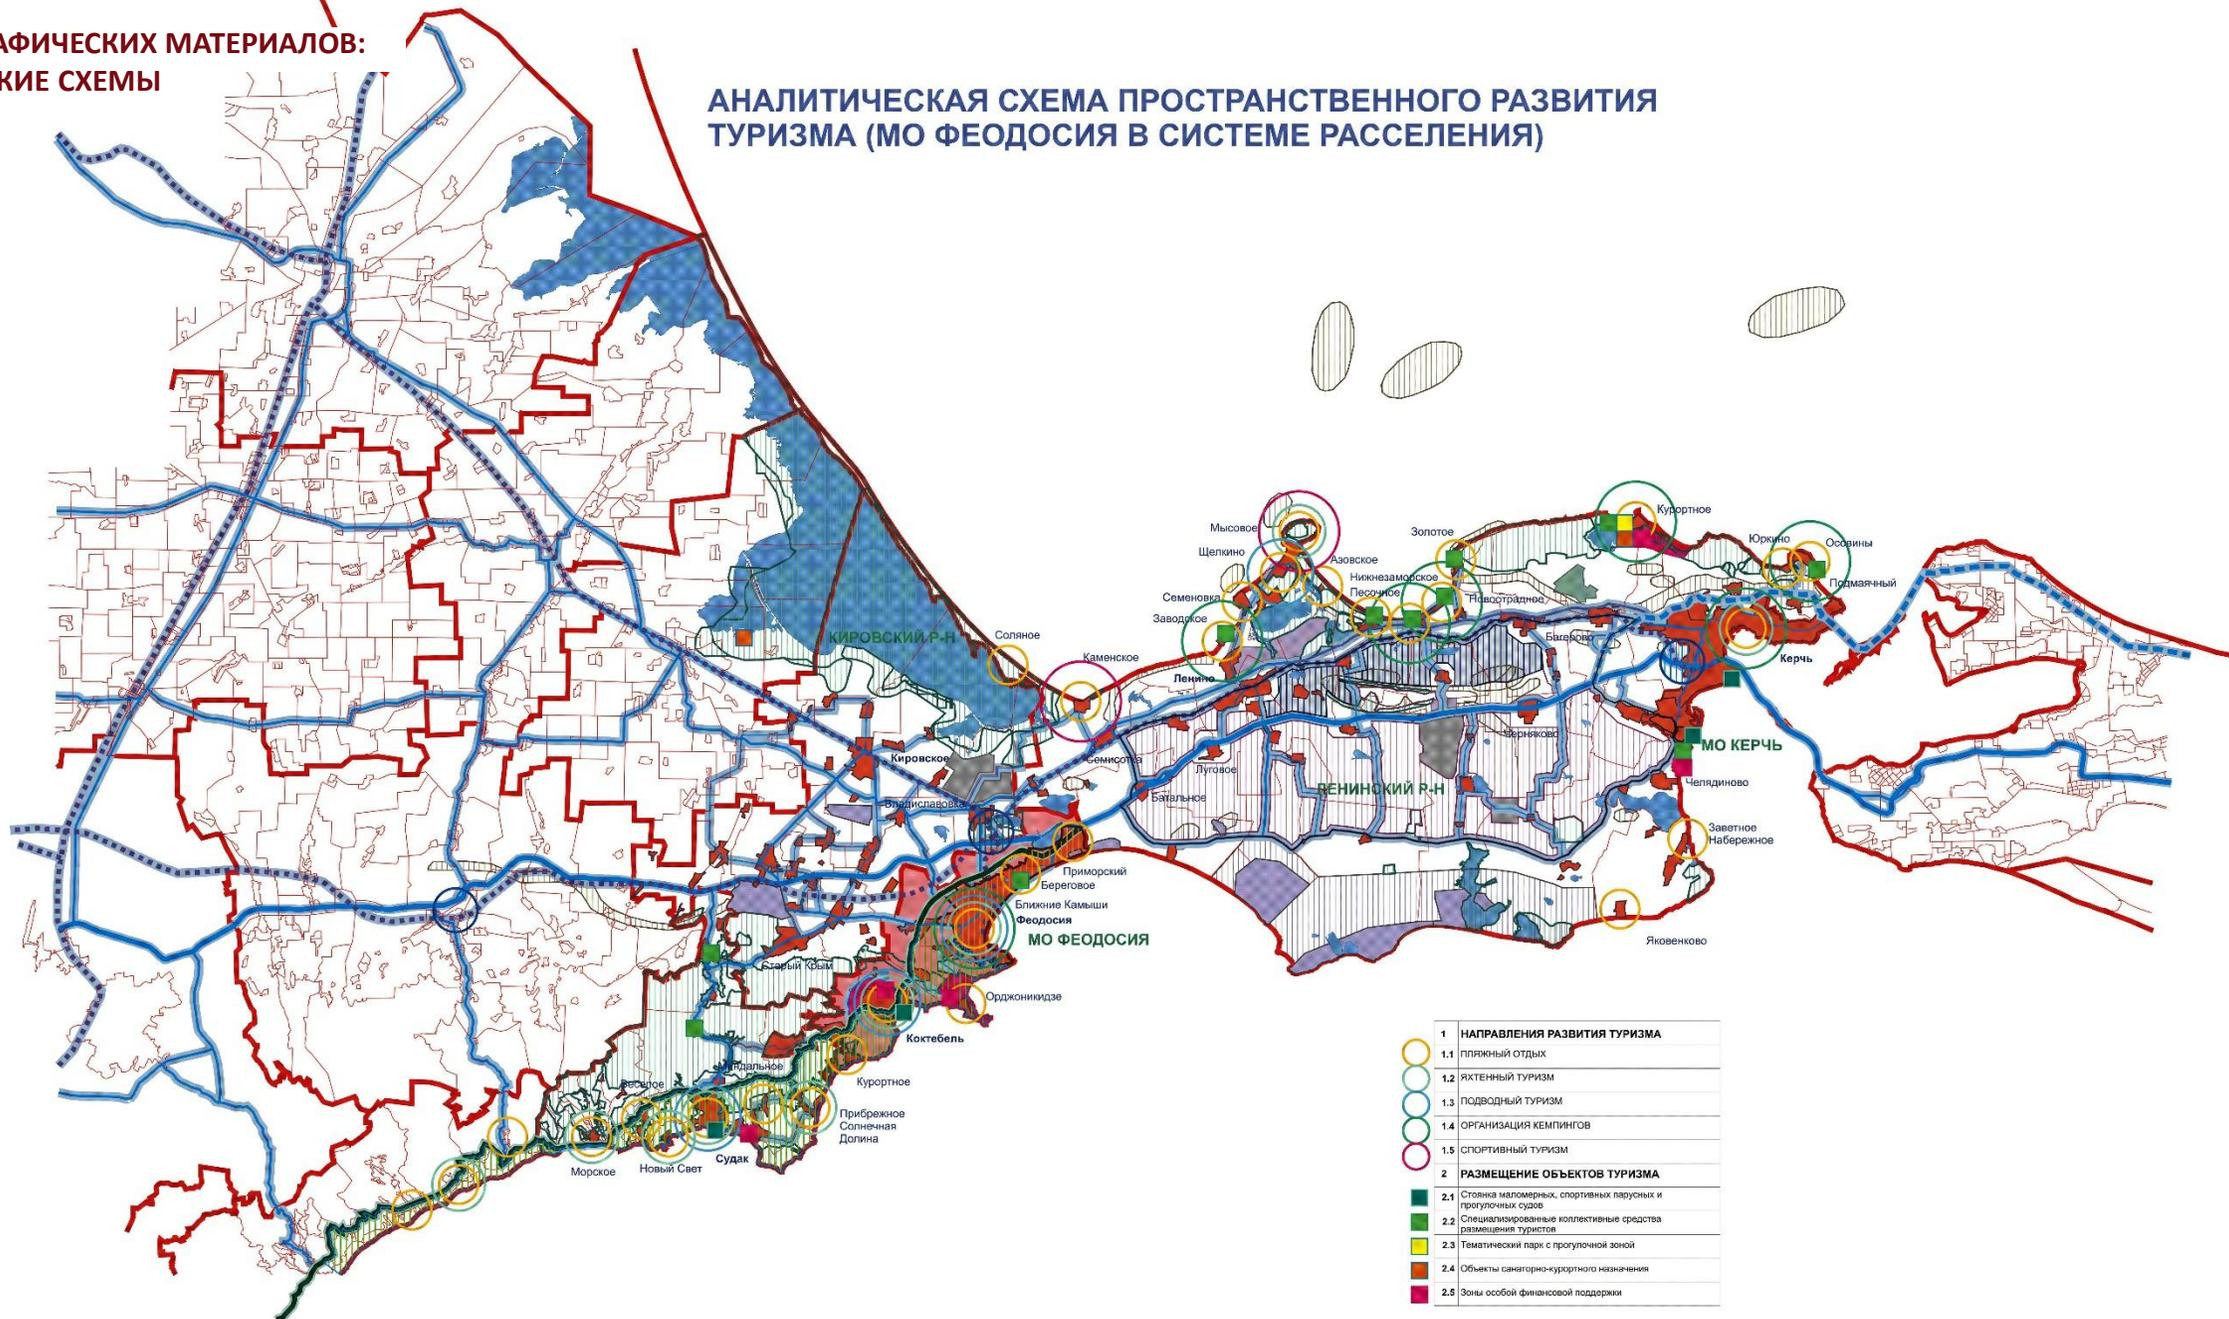 АФИЧЕСКИХ МАТЕРИАЛОВ:
КИЕ СХЕМЫ
АНАЛИТИЧЕСКАЯ СХЕМА ПРОСТРАНСТВЕННОГО РАЗВИТИЯ
ТУРИЗМА (МО ФЕОДОСИЯ В СИСТЕМЕ РАССЕЛЕНИЯ)
Мысовое
Щелкино
Азовское
Золотое
Курортное
Юркино
Осовины
Подмаячный
Нижнезаморское
Песочное
Новоотрадное
Семеновка
Заводское
Багерово
КИРОВСКИЙ Р-Н
Соляное
Каменское
Ленино
Керчь
Кировское
Семисотка
Луговое
Черняково
МО КЕРЧЬ
Челядиново
ЛЕНИНСКИЙ Р-Н
Владиславовка
Батальное
Заветное
Набережное
Приморский
Береговое
Ближние Камыши
Феодосия
МО ФЕОДОСИЯ
Яковенково
Старый Крым
Орджоникидзе
Коктебель
Миндальное
Веселое
Курортное
Прибрежное
Солнечная
Долина
Судак
Новый Свет
Морское
1 НАПРАВЛЕНИЯ РАЗВИТИЯ ТУРИЗМА
1.1 ПЛЯЖНЫЙ ОТДЫХ
1.2 ЯХТЕННЫЙ ТУРИЗМ
1.3 ПОДВОДНЫЙ ТУРИЗМ
1.4 ОРГАНИЗАЦИЯ КЕМПИНГОВ
1.5 СПОРТИВНЫЙ ТУРИЗМ
2 РАЗМЕЩЕНИЕ ОБЪЕКТОВ ТУРИЗМА
2.1 Стоянка маломерных, спортивных парусных и
прогулочных судов
2.2 Специализированные коллективные средства
размещения туристов
2.3 Тематический парк с прогулочной зоной
2.4 Объекты санаторно-курортного назначения
2.5 Зоны особой финансовой поддержки